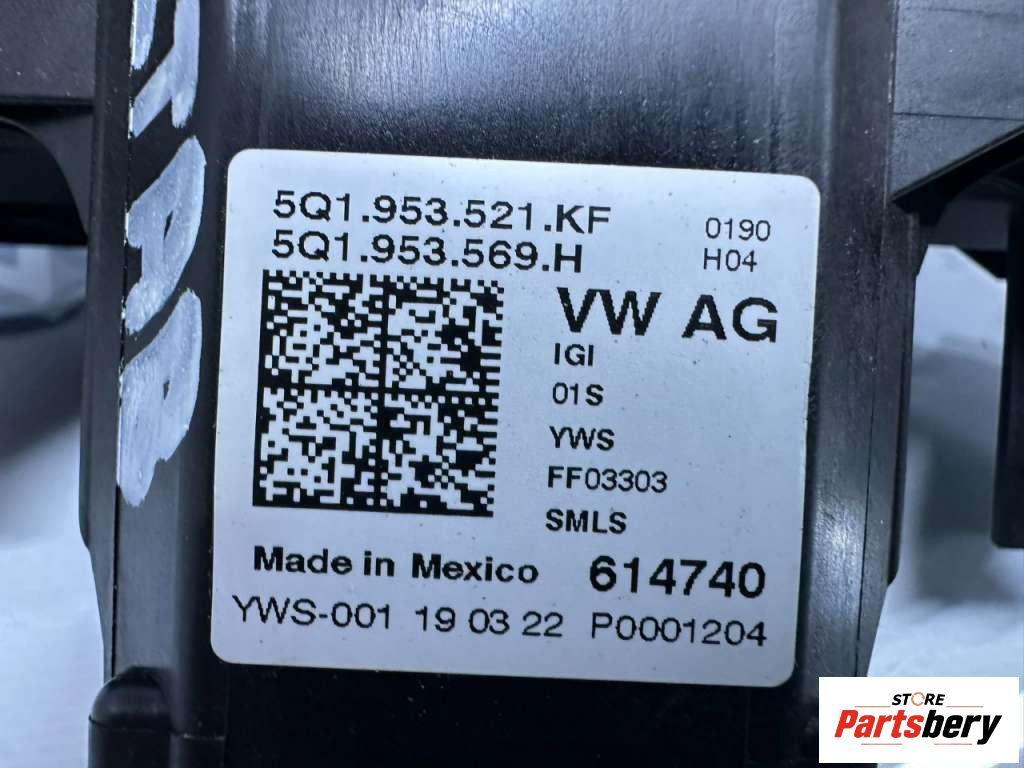 5Q1.953.521.KF 0190
5Q1.953.569.H H04
VW AG
IGI
01S
YWS
FF03303
SMLS
Made in Mexico 614740
YWS-001 19 03 22 P0001204
STORE
Partsbery